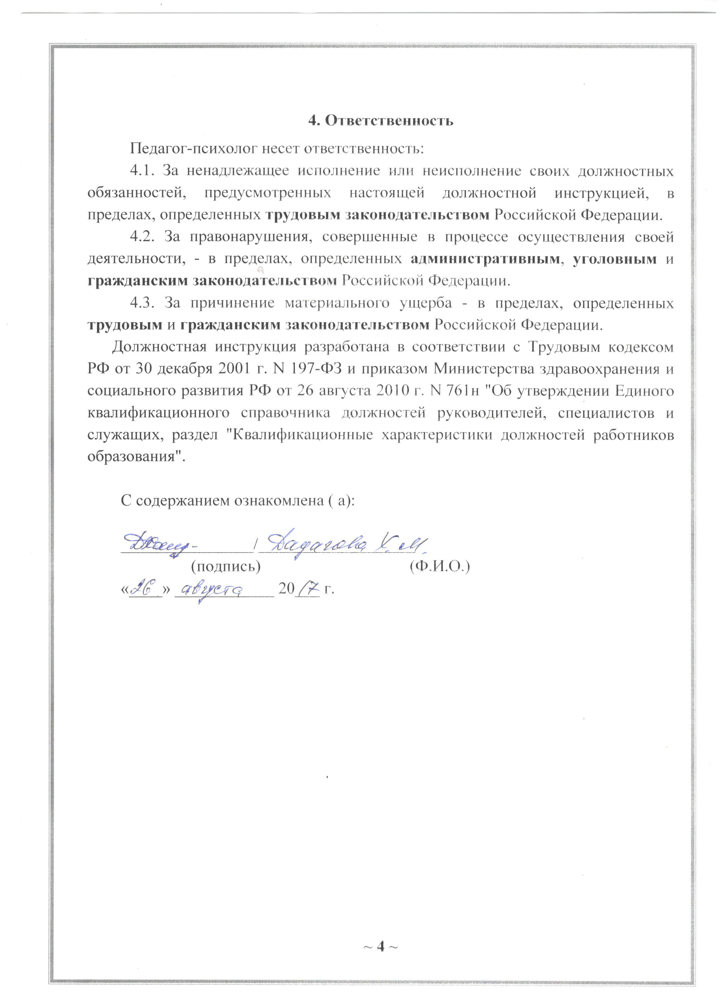 4. Ответственность
Педагог-психолог несет ответственность:
4.1. За ненадлежащее исполнение или неисполнение своих должностных
обязанностей, предусмотренных настоящей должностной инструкцией, в
пределах, определенных трудовым законодательством Российской Федерации.
4.2. За правонарушения, совершенные в процессе осуществления своей
деятельности, - в пределах, определенных административным, уголовным и
гражданским законодательством Российской Федерации.
4.3. За причинение материального ущерба - в пределах, определенных
трудовым и гражданским законодательством Российской Федерации.
Должностная инструкция разработана в соответствии с Трудовым кодексом
РФ от 30 декабря 2001 г. N 197-ФЗ и приказом Министерства здравоохранения и
социального развития РФ от 26 августа 2010 г. N 761н "Об утверждении Единого
квалификационного справочника должностей руководителей, специалистов и
служащих, раздел "Квалификационные характеристики должностей работников
образования".
С содержанием ознакомлена ( а):
/ Дадагова Х. М.
(подпись) (Ф.И.О.)
«26» августа 2017 г.
~ 4 ~